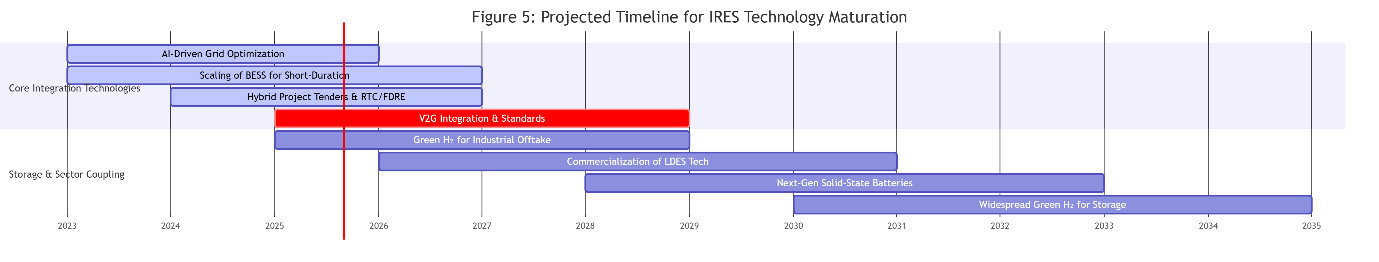 Figure 5: Projected Timeline for IRES Technology Maturation
AI-Driven Grid Optimization
Scaling of BESS for Short-Duration
Core Integration Technologies
Hybrid Project Tenders & RTC/FDRE
V2G Integration & Standards
Green H₂ for Industrial Offtake
Commercialization of LDES Tech
Storage & Sector Coupling
Next-Gen Solid-State Batteries
Widespread Green H₂ for Storage
2023 2024 2025 2026 2027 2028 2029 2030 2031 2032 2033 2034 2035